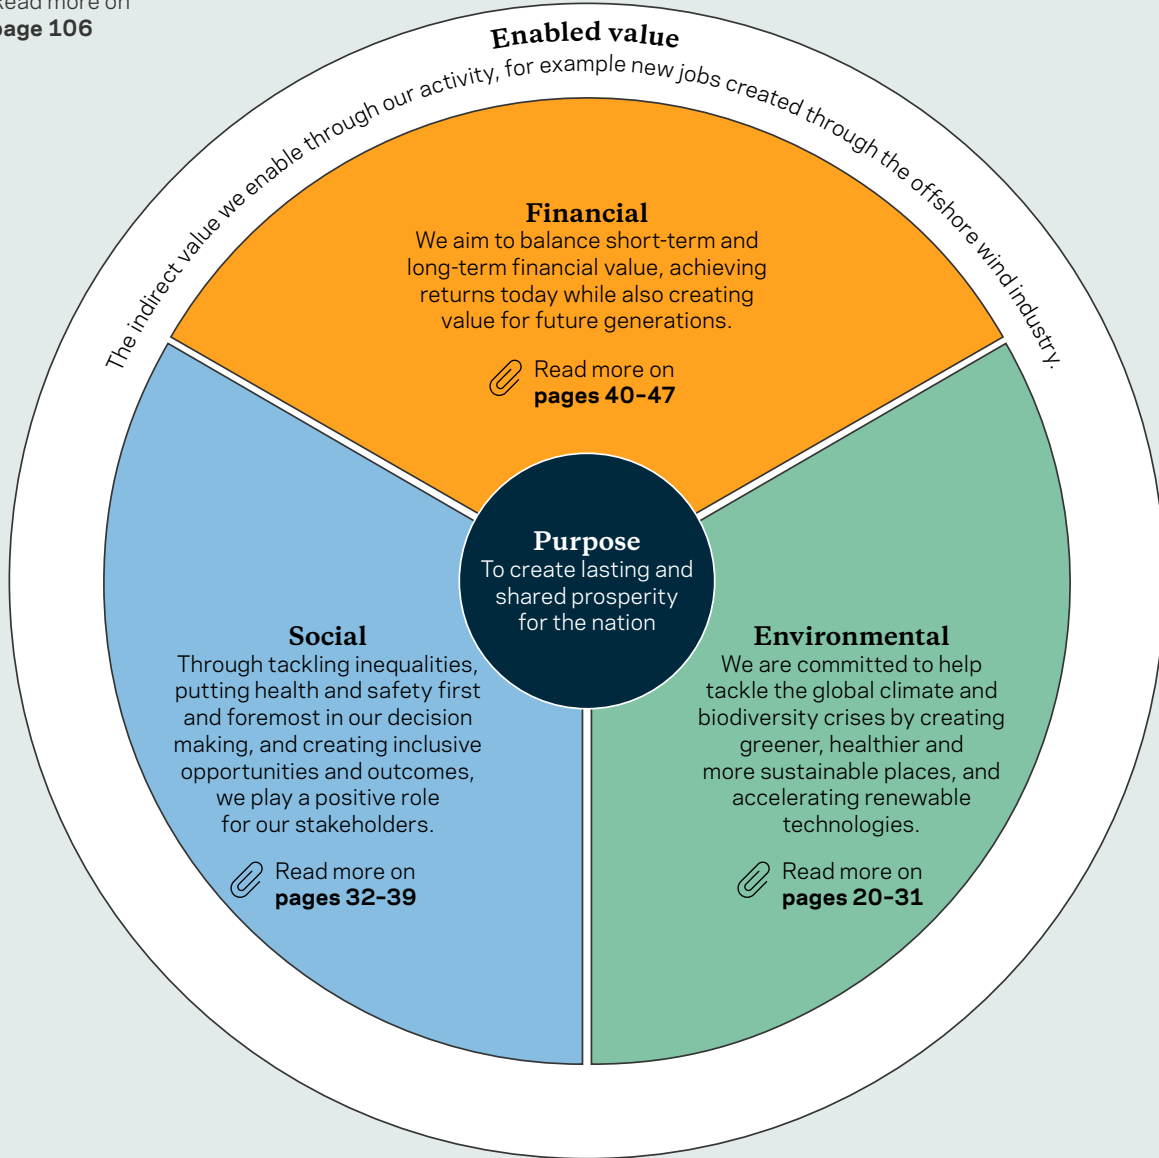 Read more on
page 106
Enabled value
The indirect value we enable through our activity, for example new jobs created through the offshore wind industry.
Financial
We aim to balance short-term and
long-term financial value, achieving
returns today while also creating
value for future generations.
Read more on
pages 40–47
Purpose
To create lasting and
shared prosperity
for the nation
Social
Through tackling inequalities,
putting health and safety first
and foremost in our decision
making, and creating inclusive
opportunities and outcomes,
we play a positive role
for our stakeholders.
Read more on
pages 32–39
Environmental
We are committed to help
tackle the global climate and
biodiversity crises by creating
greener, healthier and
more sustainable places, and
accelerating renewable
technologies.
Read more on
pages 20–31